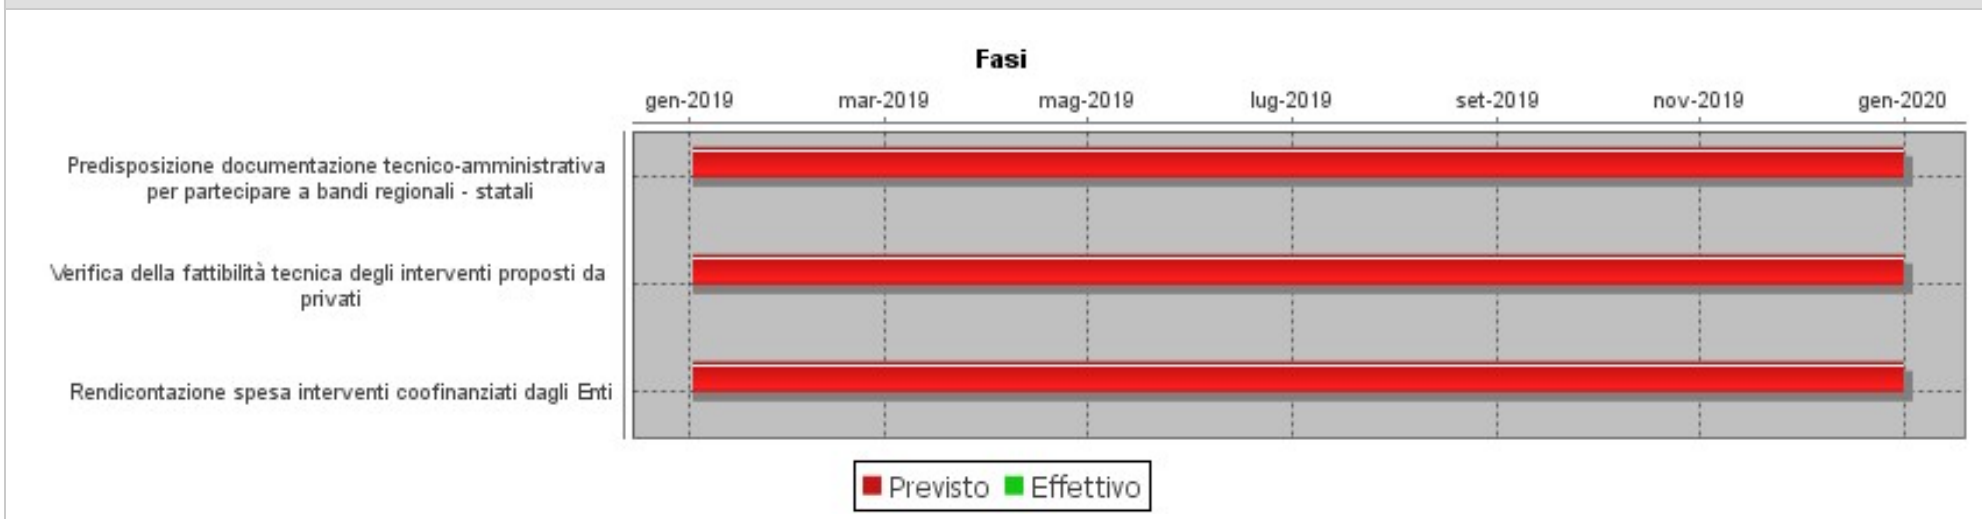 Fasi
gen-2019 mar-2019 mag-2019 lug-2019 set-2019 nov-2019 gen-2020
Predisposizione documentazione tecnico-amministrativa
per partecipare a bandi regionali - statali
Verifica della fattibilità tecnica degli interventi proposti da
privati
Rendicontazione spesa interventi coofinanziati dagli Enti
Previsto Effettivo